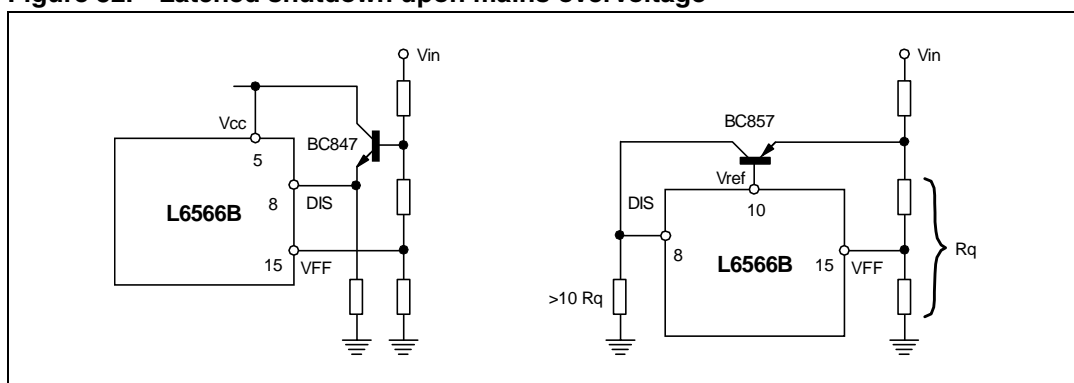 Figure 32. Latched shutdown upon mains overvoltage
Vin
Vcc
BC847
5
8
DIS
L6566B
15
VFF
Vin
BC857
Vref
10
DIS
8
L6566B
15
VFF
Rq
>10 Rq